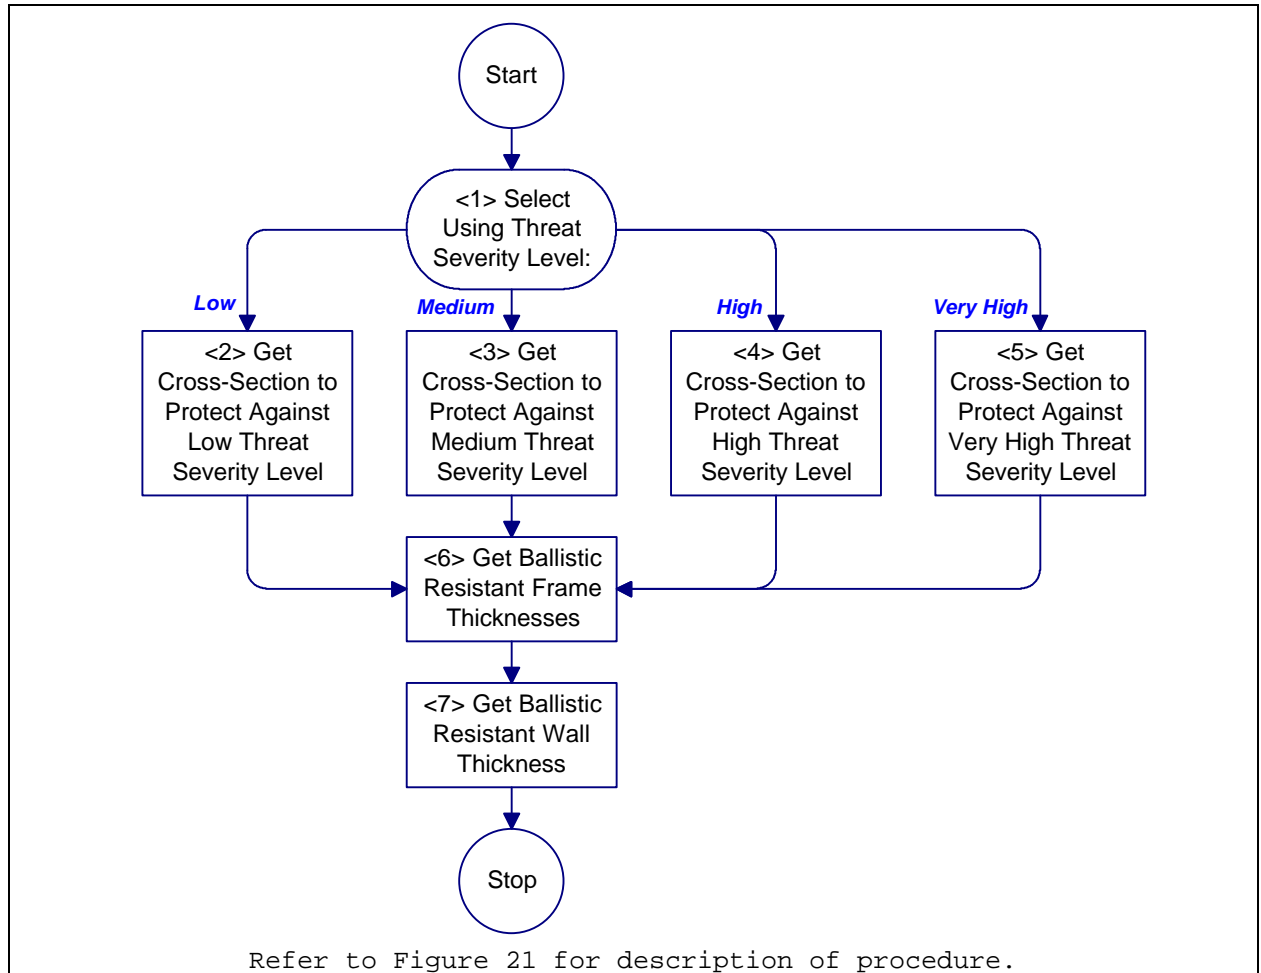 Start
<1> Select
Using Threat
Severity Level:
Low
Medium
High
Very High
<2> Get
Cross-Section to
Protect Against
Low Threat
Severity Level
<3> Get
Cross-Section to
Protect Against
Medium Threat
Severity Level
<4> Get
Cross-Section to
Protect Against
High Threat
Severity Level
<5> Get
Cross-Section to
Protect Against
Very High Threat
Severity Level
<6> Get Ballistic
Resistant Frame
Thicknesses
<7> Get Ballistic
Resistant Wall
Thickness
Stop
Refer to Figure 21 for description of procedure.